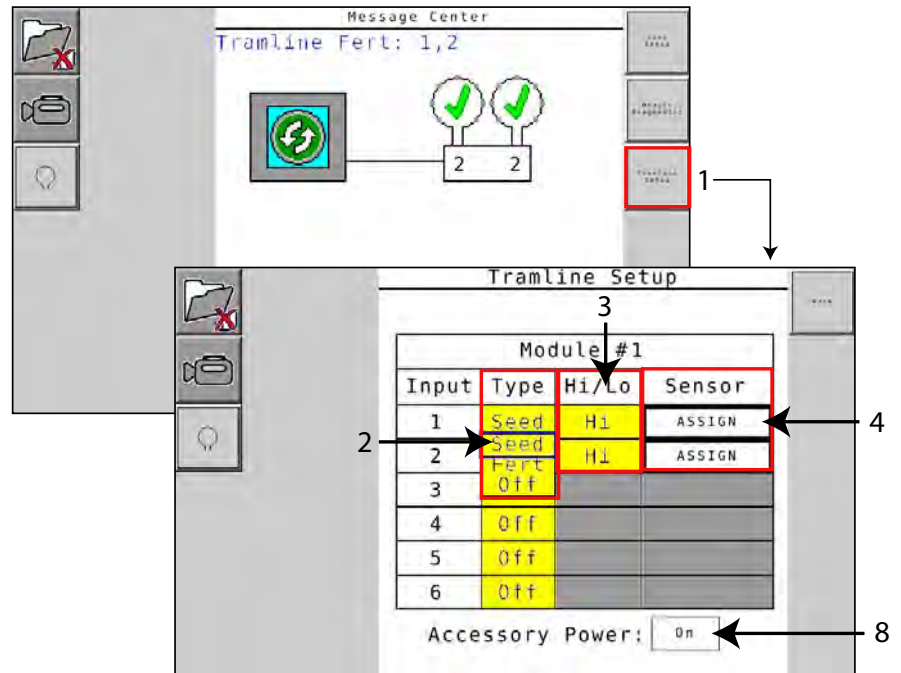 Message Center
Tramline Fert: 1,2
2 2
1
Tramline Setup
3
Module #1
Input Type Hi/Lo Sensor
1 Seed Hi ASSIGN
4
2
Seed
2 Hi ASSIGN
Fert
3 Off
4 Off
5 Off
6 Off
Accessory Power: On
8